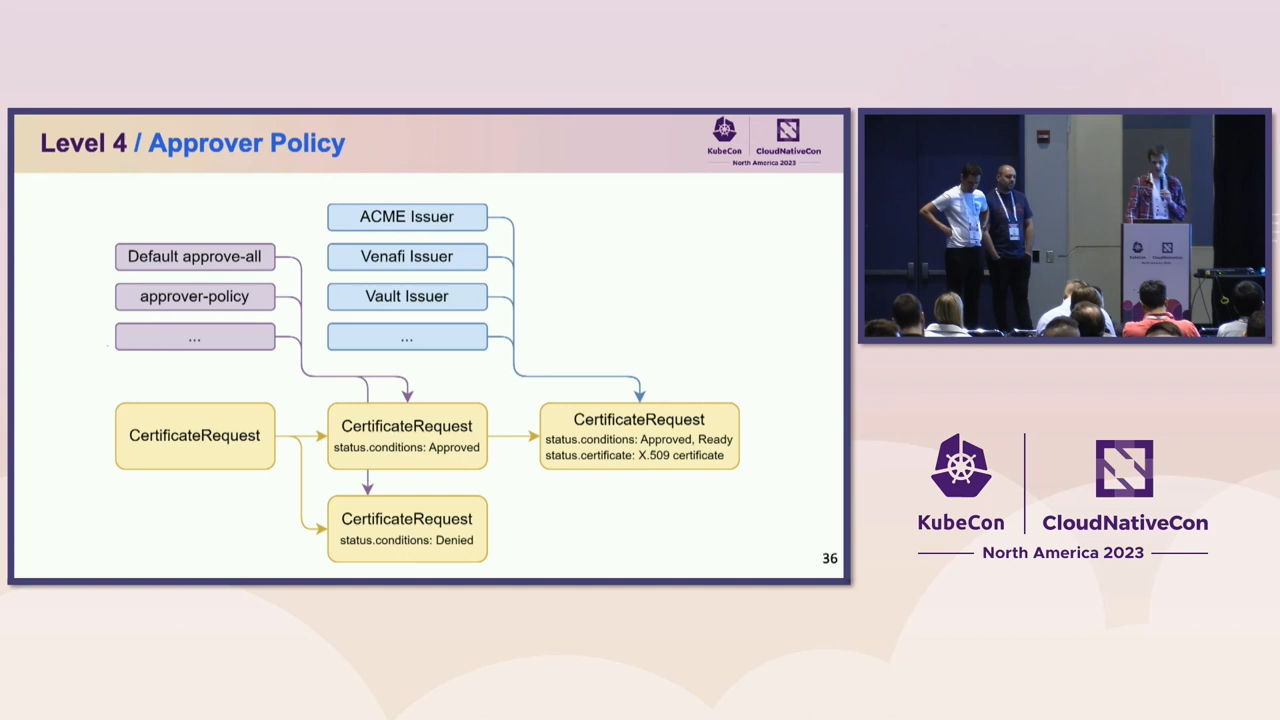 Level 4 / Approver Policy
KubeCon
CloudNativeCon
North America 2023
ACME Issuer
Default approve-all
Venafi Issuer
approver-policy
Vault Issuer
...
...
CertificateRequest
CertificateRequest
status.conditions: Approved
CertificateRequest
status.conditions: Approved, Ready
status.certificate: X.509 certificate
CertificateRequest
status.conditions: Denied
36
KubeCon
CloudNativeCon
North America 2023